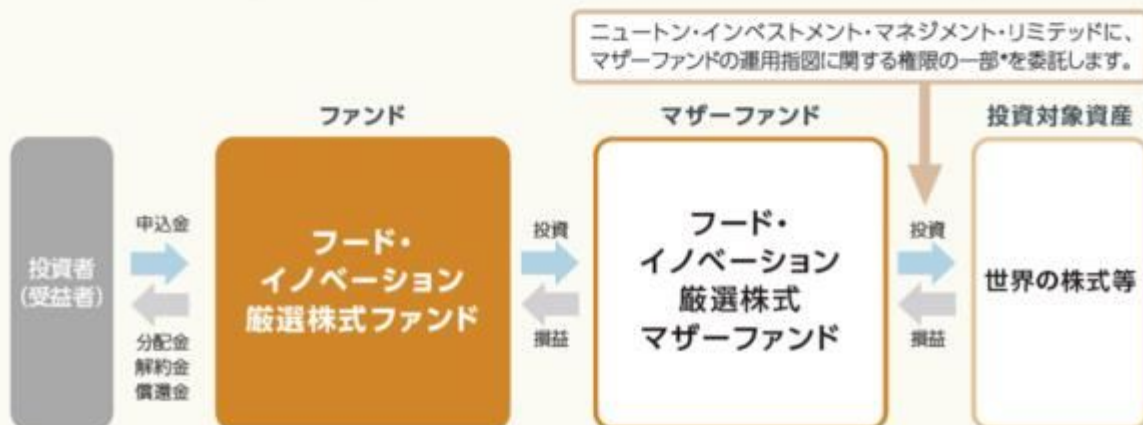 ニュートン・インベストメント・マネジメント・リミテッドに、
マザーファンドの運用指図に関する権限の一部*を委託します。
ファンド
マザーファンド
投資対象資産
投資者
(受益者)
申込金
分配金
解約金
償還金
フード・
イノベーション
厳選株式ファンド
投資
損益
フード・
イノベーション
厳選株式
マザーファンド
投資
損益
世界の株式等